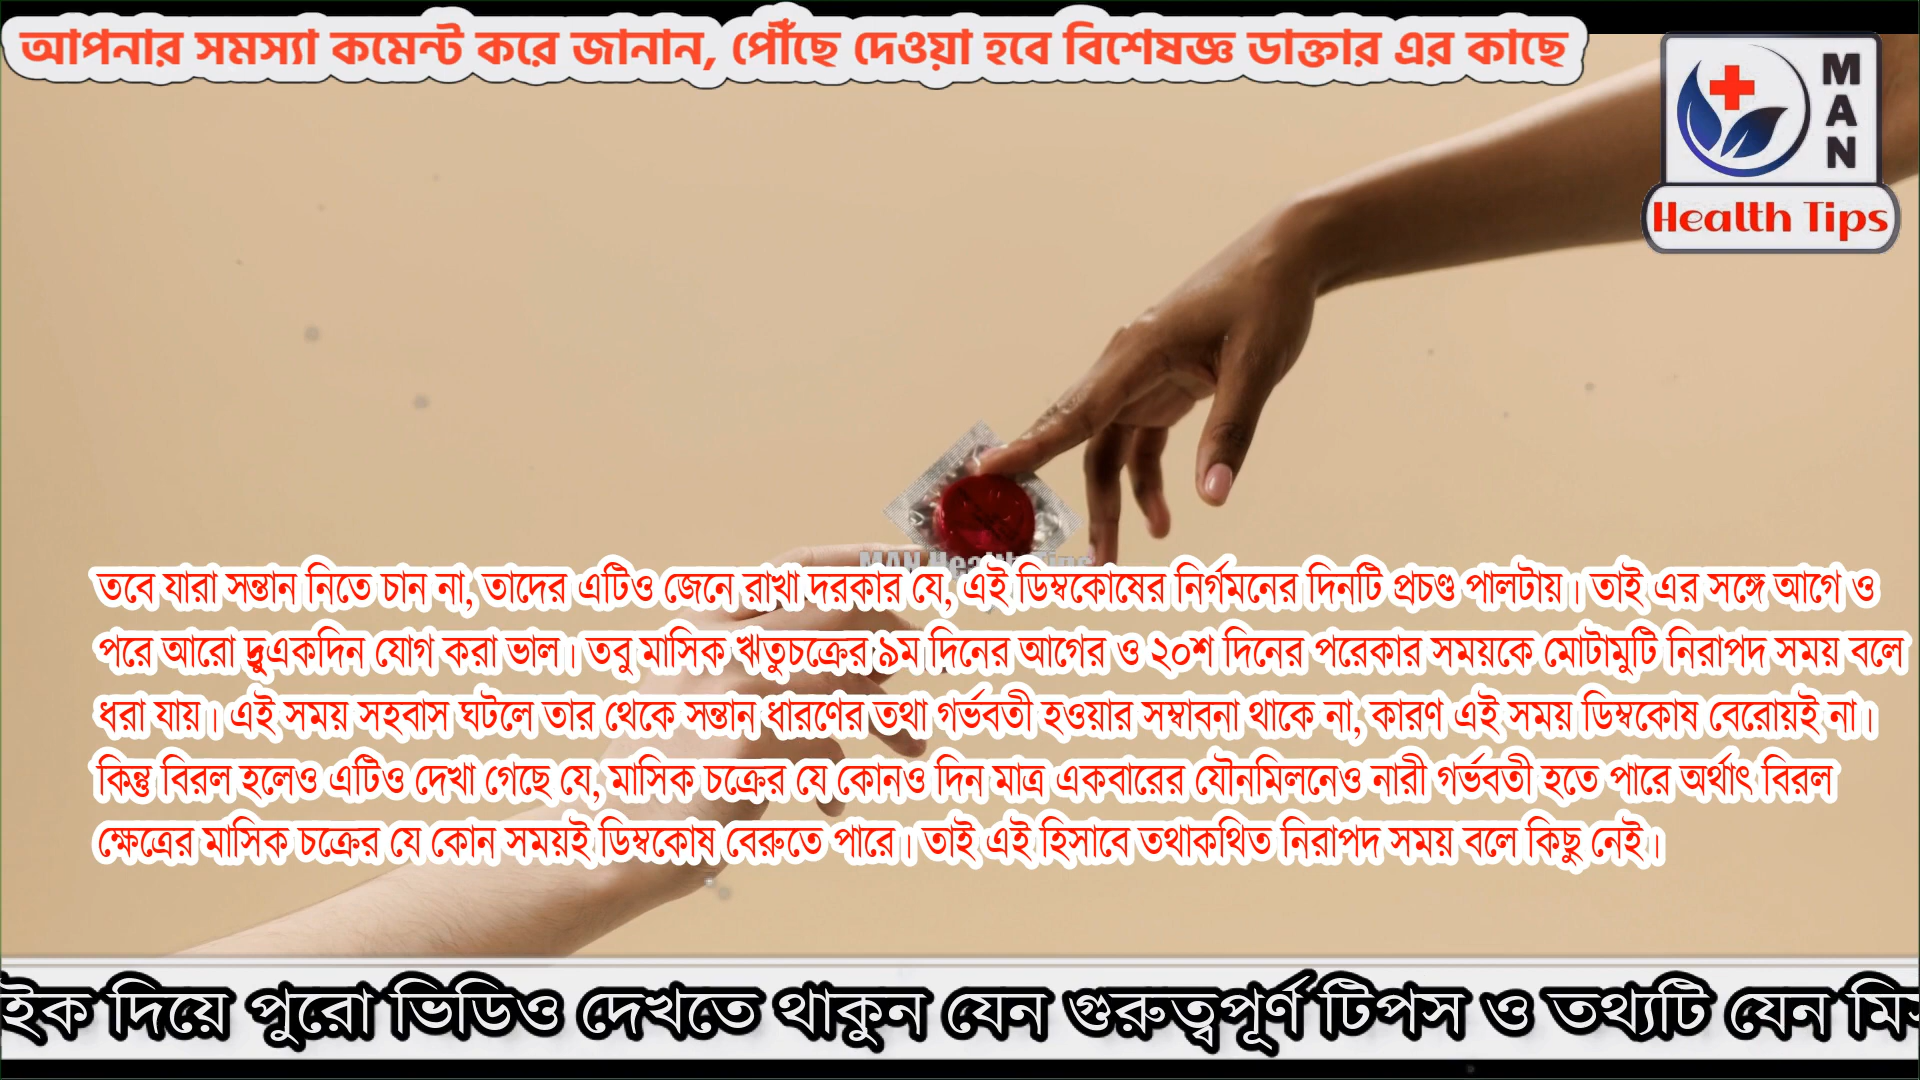 আপনার সমস্যা কমেন্ট করে জানান, পৌঁছে দেওয়া হবে বিশেষজ্ঞ ডাক্তার এর কাছে
MAN
Health Tips
MAN Health Tips
তবে যারা সন্তান নিতে চান না, তাদের এটিও জেনে রাখা দরকার যে, এই ডিম্বকোষের নির্গমনের দিনটি প্রচণ্ড পালটায়। তাই এর সঙ্গে আগে ও
পরে আরো দুএকদিন যোগ করা ভাল। তবু মাসিক ঋতুচক্রের ৯ম দিনের আগের ও ২০শ দিনের পরেকার সময়কে মোটামুটি নিরাপদ সময় বলে
ধরা যায়। এই সময় সহবাস ঘটলে তার থেকে সন্তান ধারণের তথা গর্ভবতী হওয়ার সম্বাবনা থাকে না, কারণ এই সময় ডিম্বকোষ বেরোয়ই না।
কিন্তু বিরল হলেও এটিও দেখা গেছে যে, মাসিক চক্রের যে কোনও দিন মাত্র একবারের যৌনমিলনেও নারী গর্ভবতী হতে পারে অর্থাৎ বিরল
ক্ষেত্রের মাসিক চক্রের যে কোন সময়ই ডিম্বকোষ বেরুতে পারে। তাই এই হিসাবে তথাকথিত নিরাপদ সময় বলে কিছু নেই।
ইক দিয়ে পুরো ভিডিও দেখতে থাকুন যেন গুরুত্বপূর্ণ টিপস ও তথ্যটি যেন